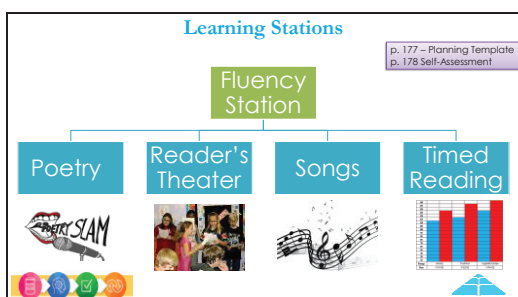 Learning Stations
p. 177 – Planning Template
p. 178 Self-Assessment
Fluency
Station
Poetry
Reader's
Theater
Songs
Timed
Reading
POETRY SLAM